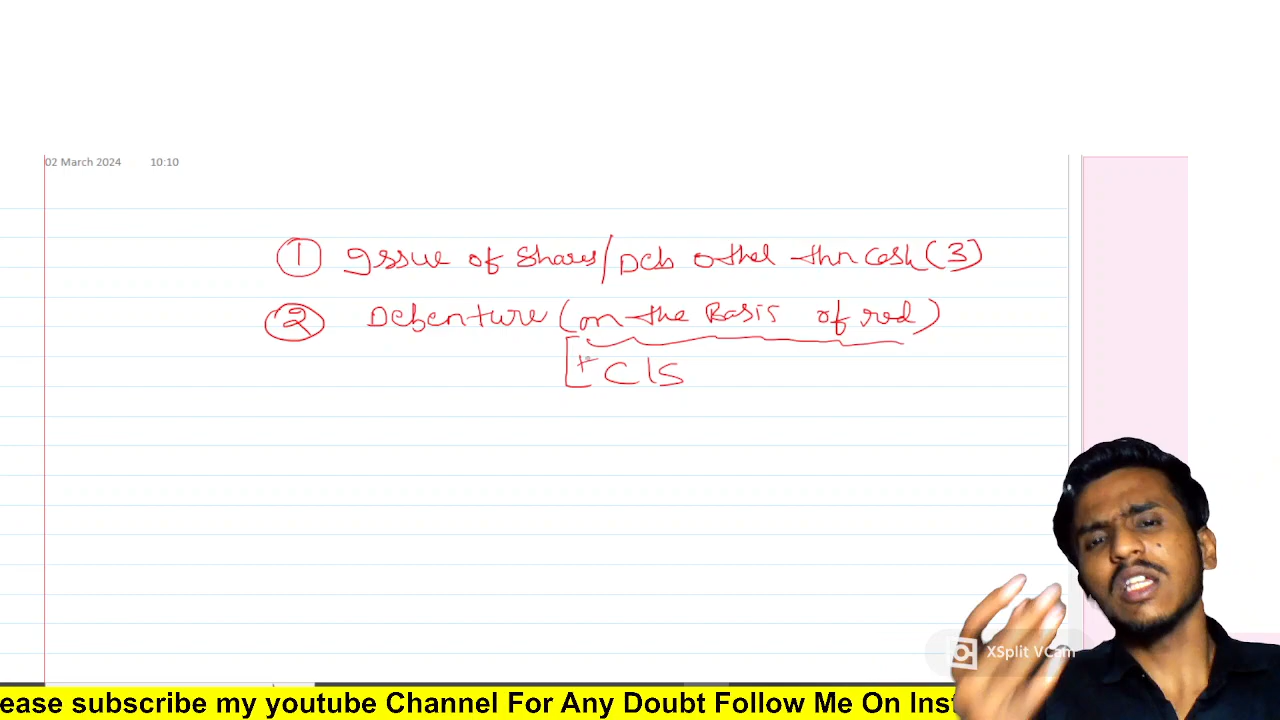 02 March 2024 10:10
① Issue of Shares/Deb other thn Cash (3)
② Debenture (on the Basis of red)
[* CIS
XSplit VCam
ease subscribe my youtube Channel For Any Doubt Follow Me On Inst